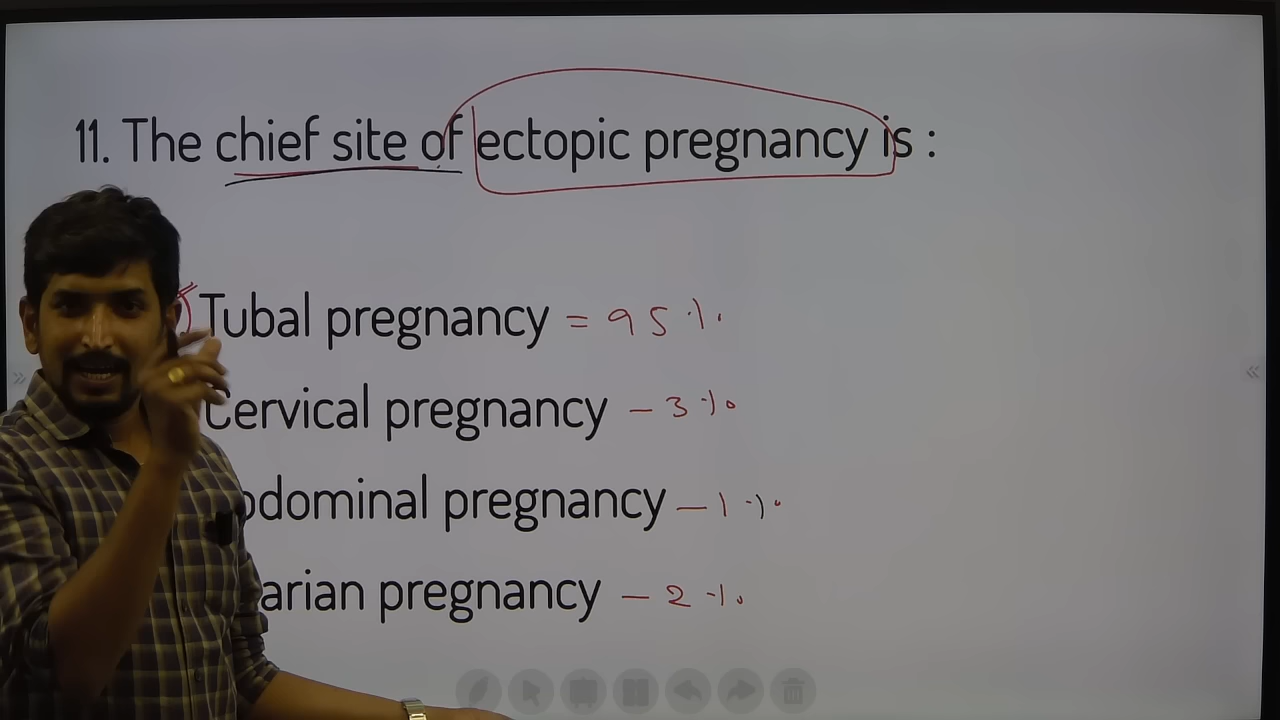 11. The chief site of ectopic pregnancy is :
Tubal pregnancy = 95%
Cervical pregnancy - 3%
odominal pregnancy - 1%
arian pregnancy - 2%